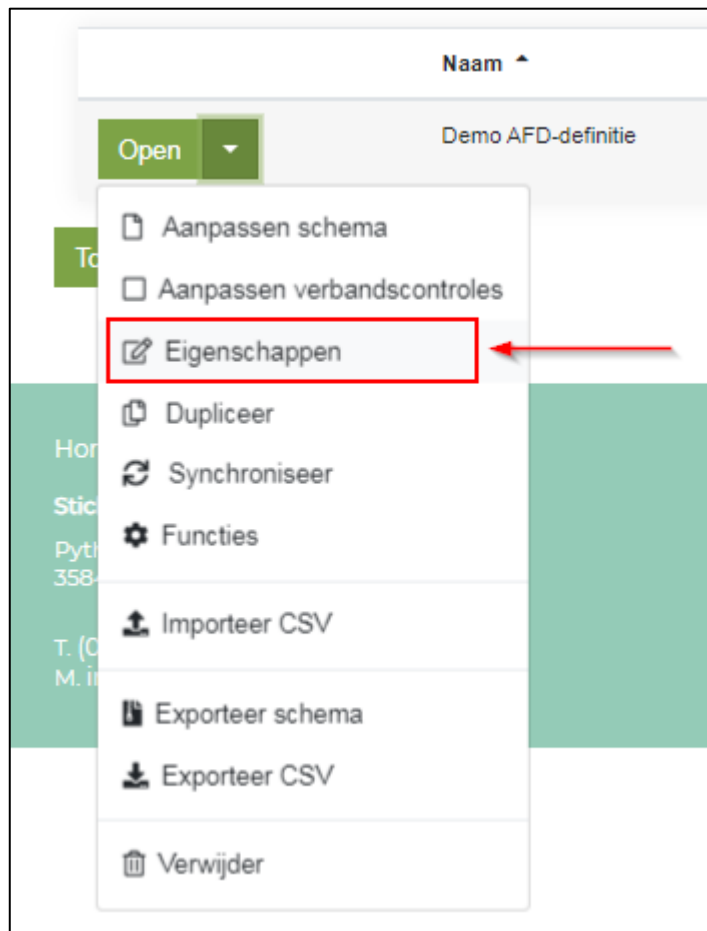 Naam
Open
Demo AFD-definitie
Aanpassen schema
Aanpassen verbandscontroles
Eigenschappen
Dupliceer
Synchroniseer
Functies
Importeer CSV
Exporteer schema
Exporteer CSV
Verwijder
T. (0